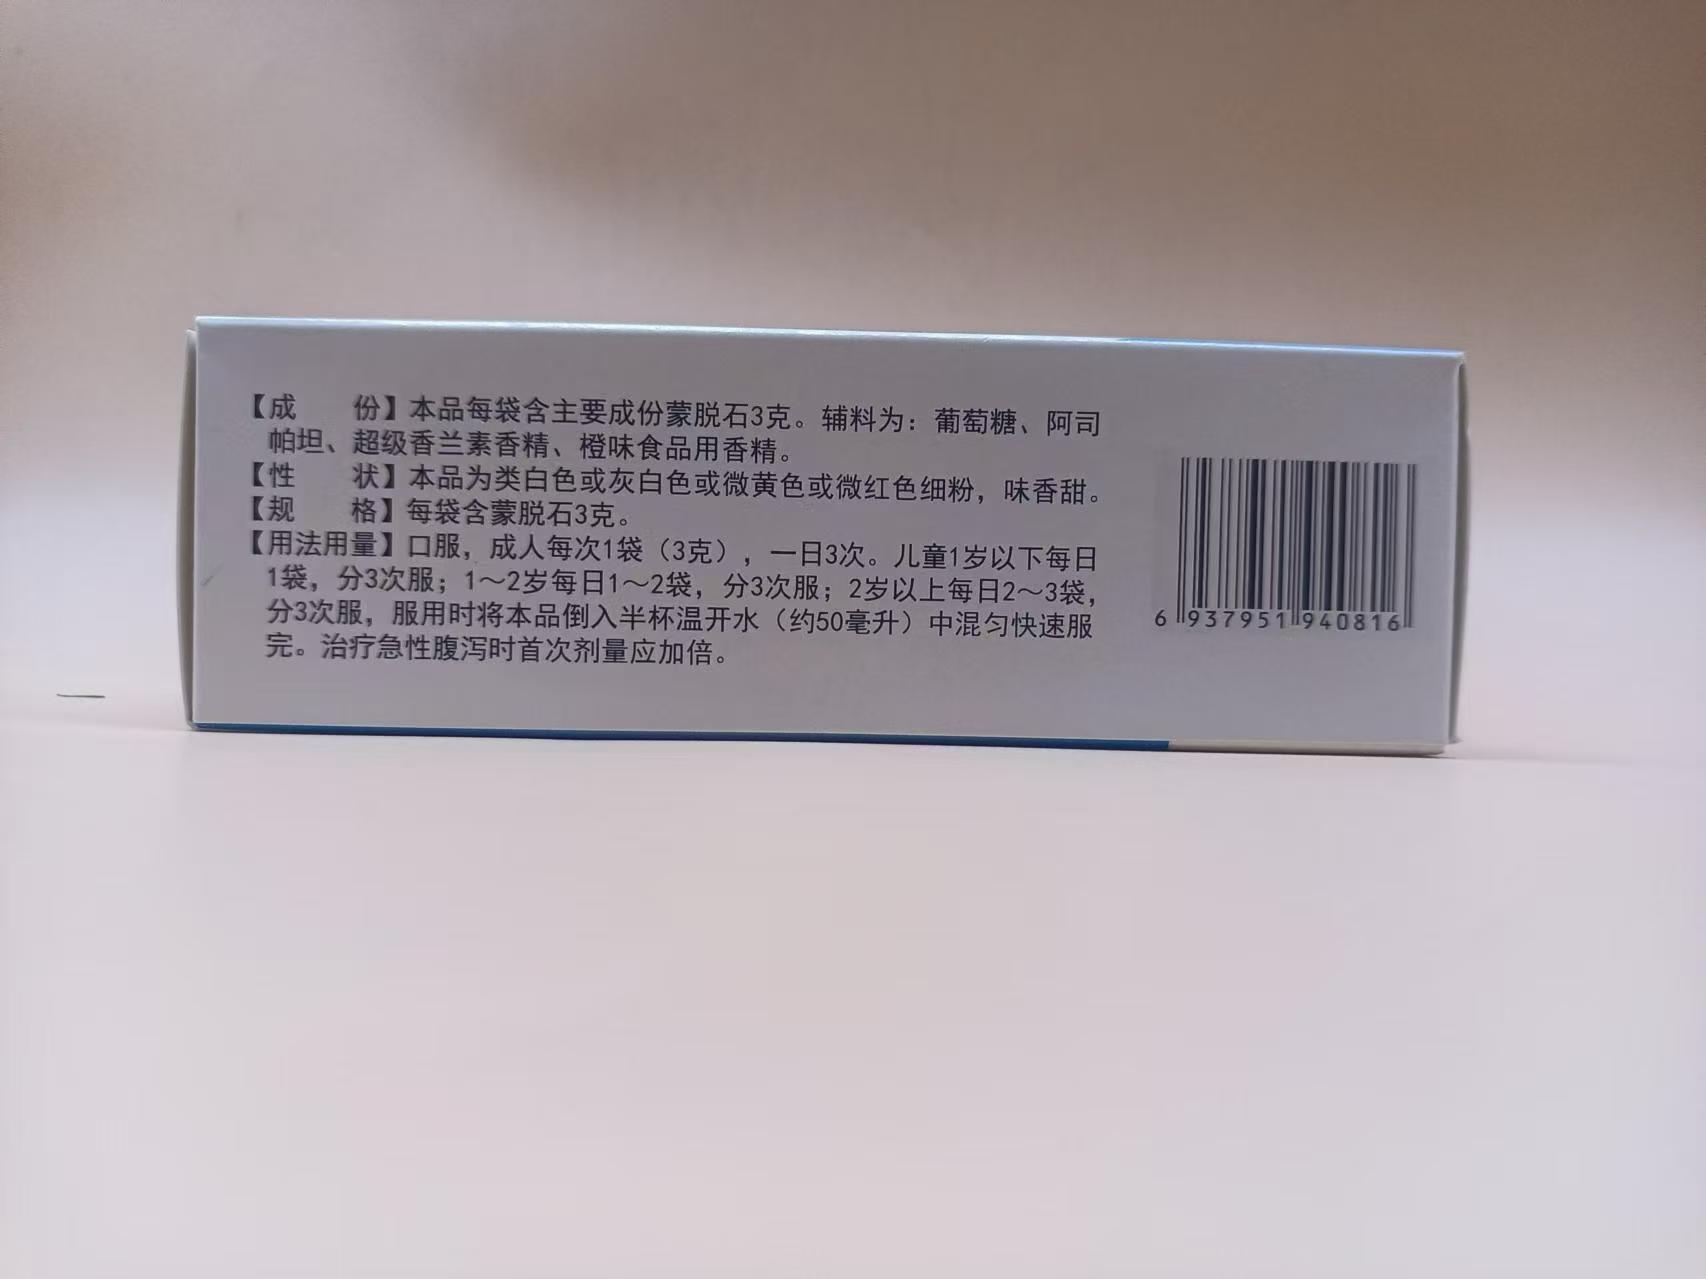 【成　　份】本品每袋含主要成份蒙脱石3克。辅料为：葡萄糖、阿司
帕坦、超级香兰素香精、橙味食品用香精。
【性　　状】本品为类白色或灰白色或微黄色或微红色细粉，味香甜。
【规　　格】每袋含蒙脱石3克。
【用法用量】口服，成人每次1袋（3克），一日3次。儿童1岁以下每日
1袋，分3次服；1～2岁每日1～2袋，分3次服；2岁以上每日2～3袋，
分3次服，服用时将本品倒入半杯温开水（约50毫升）中混匀快速服
完。治疗急性腹泻时首次剂量应加倍。
6 937951 940816